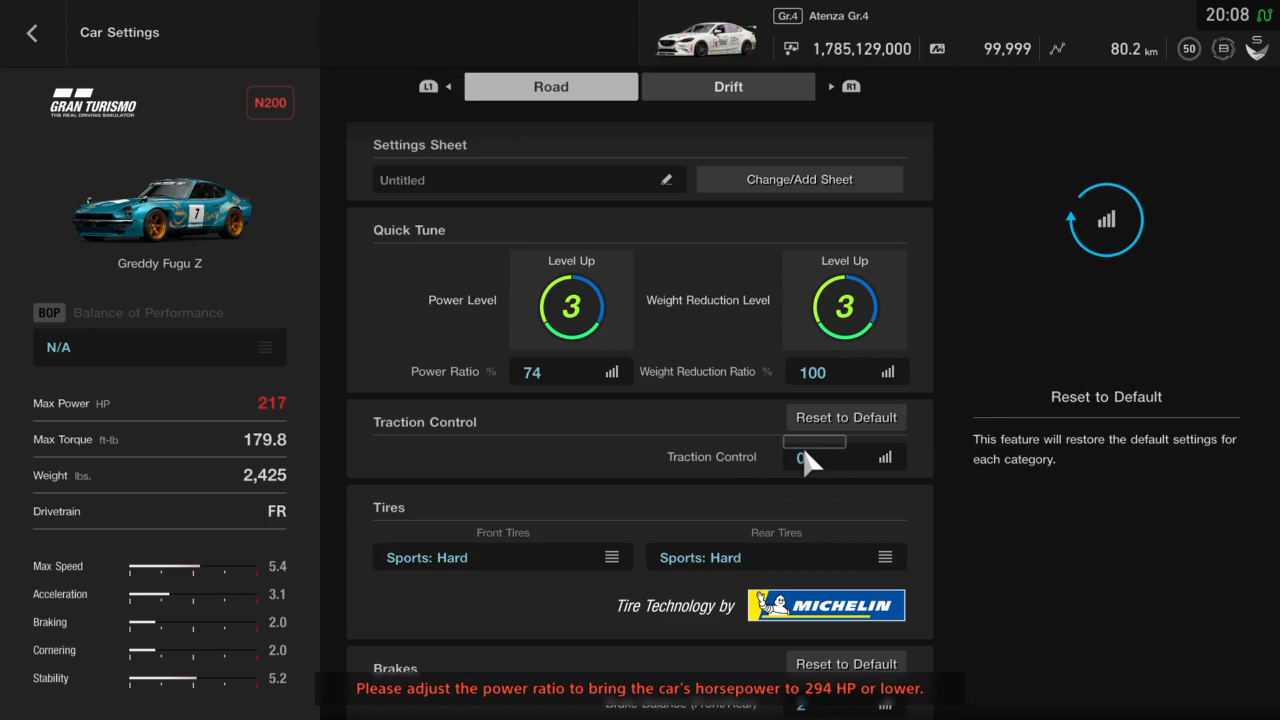 Car Settings
Gr.4
Atenza Gr.4
20:08
1,785,129,000
99,999
80.2 km
50
B
S
L1
Road
Drift
R1
GRAN TURISMO
THE REAL DRIVING SIMULATOR
N200
7
Greddy Fugu Z
BOP Balance of Performance
N/A
Max Power HP 217
Max Torque ft-lb 179.8
Weight lbs. 2,425
Drivetrain FR
Max Speed 5.4
Acceleration 3.1
Braking 2.0
Cornering 2.0
Stability 5.2
Settings Sheet
Untitled
Change/Add Sheet
Quick Tune
Level Up
Level Up
Power Level 3
Weight Reduction Level 3
Power Ratio % 74
Weight Reduction Ratio % 100
Traction Control
Reset to Default
Traction Control 0
Tires
Front Tires
Rear Tires
Sports: Hard
Sports: Hard
Tire Technology by MICHELIN
Brakes
Reset to Default
Please adjust the power ratio to bring the car's horsepower to 294 HP or lower.
Brake Balance (Front/Rear) 2
Reset to Default
This feature will restore the default settings for
each category.